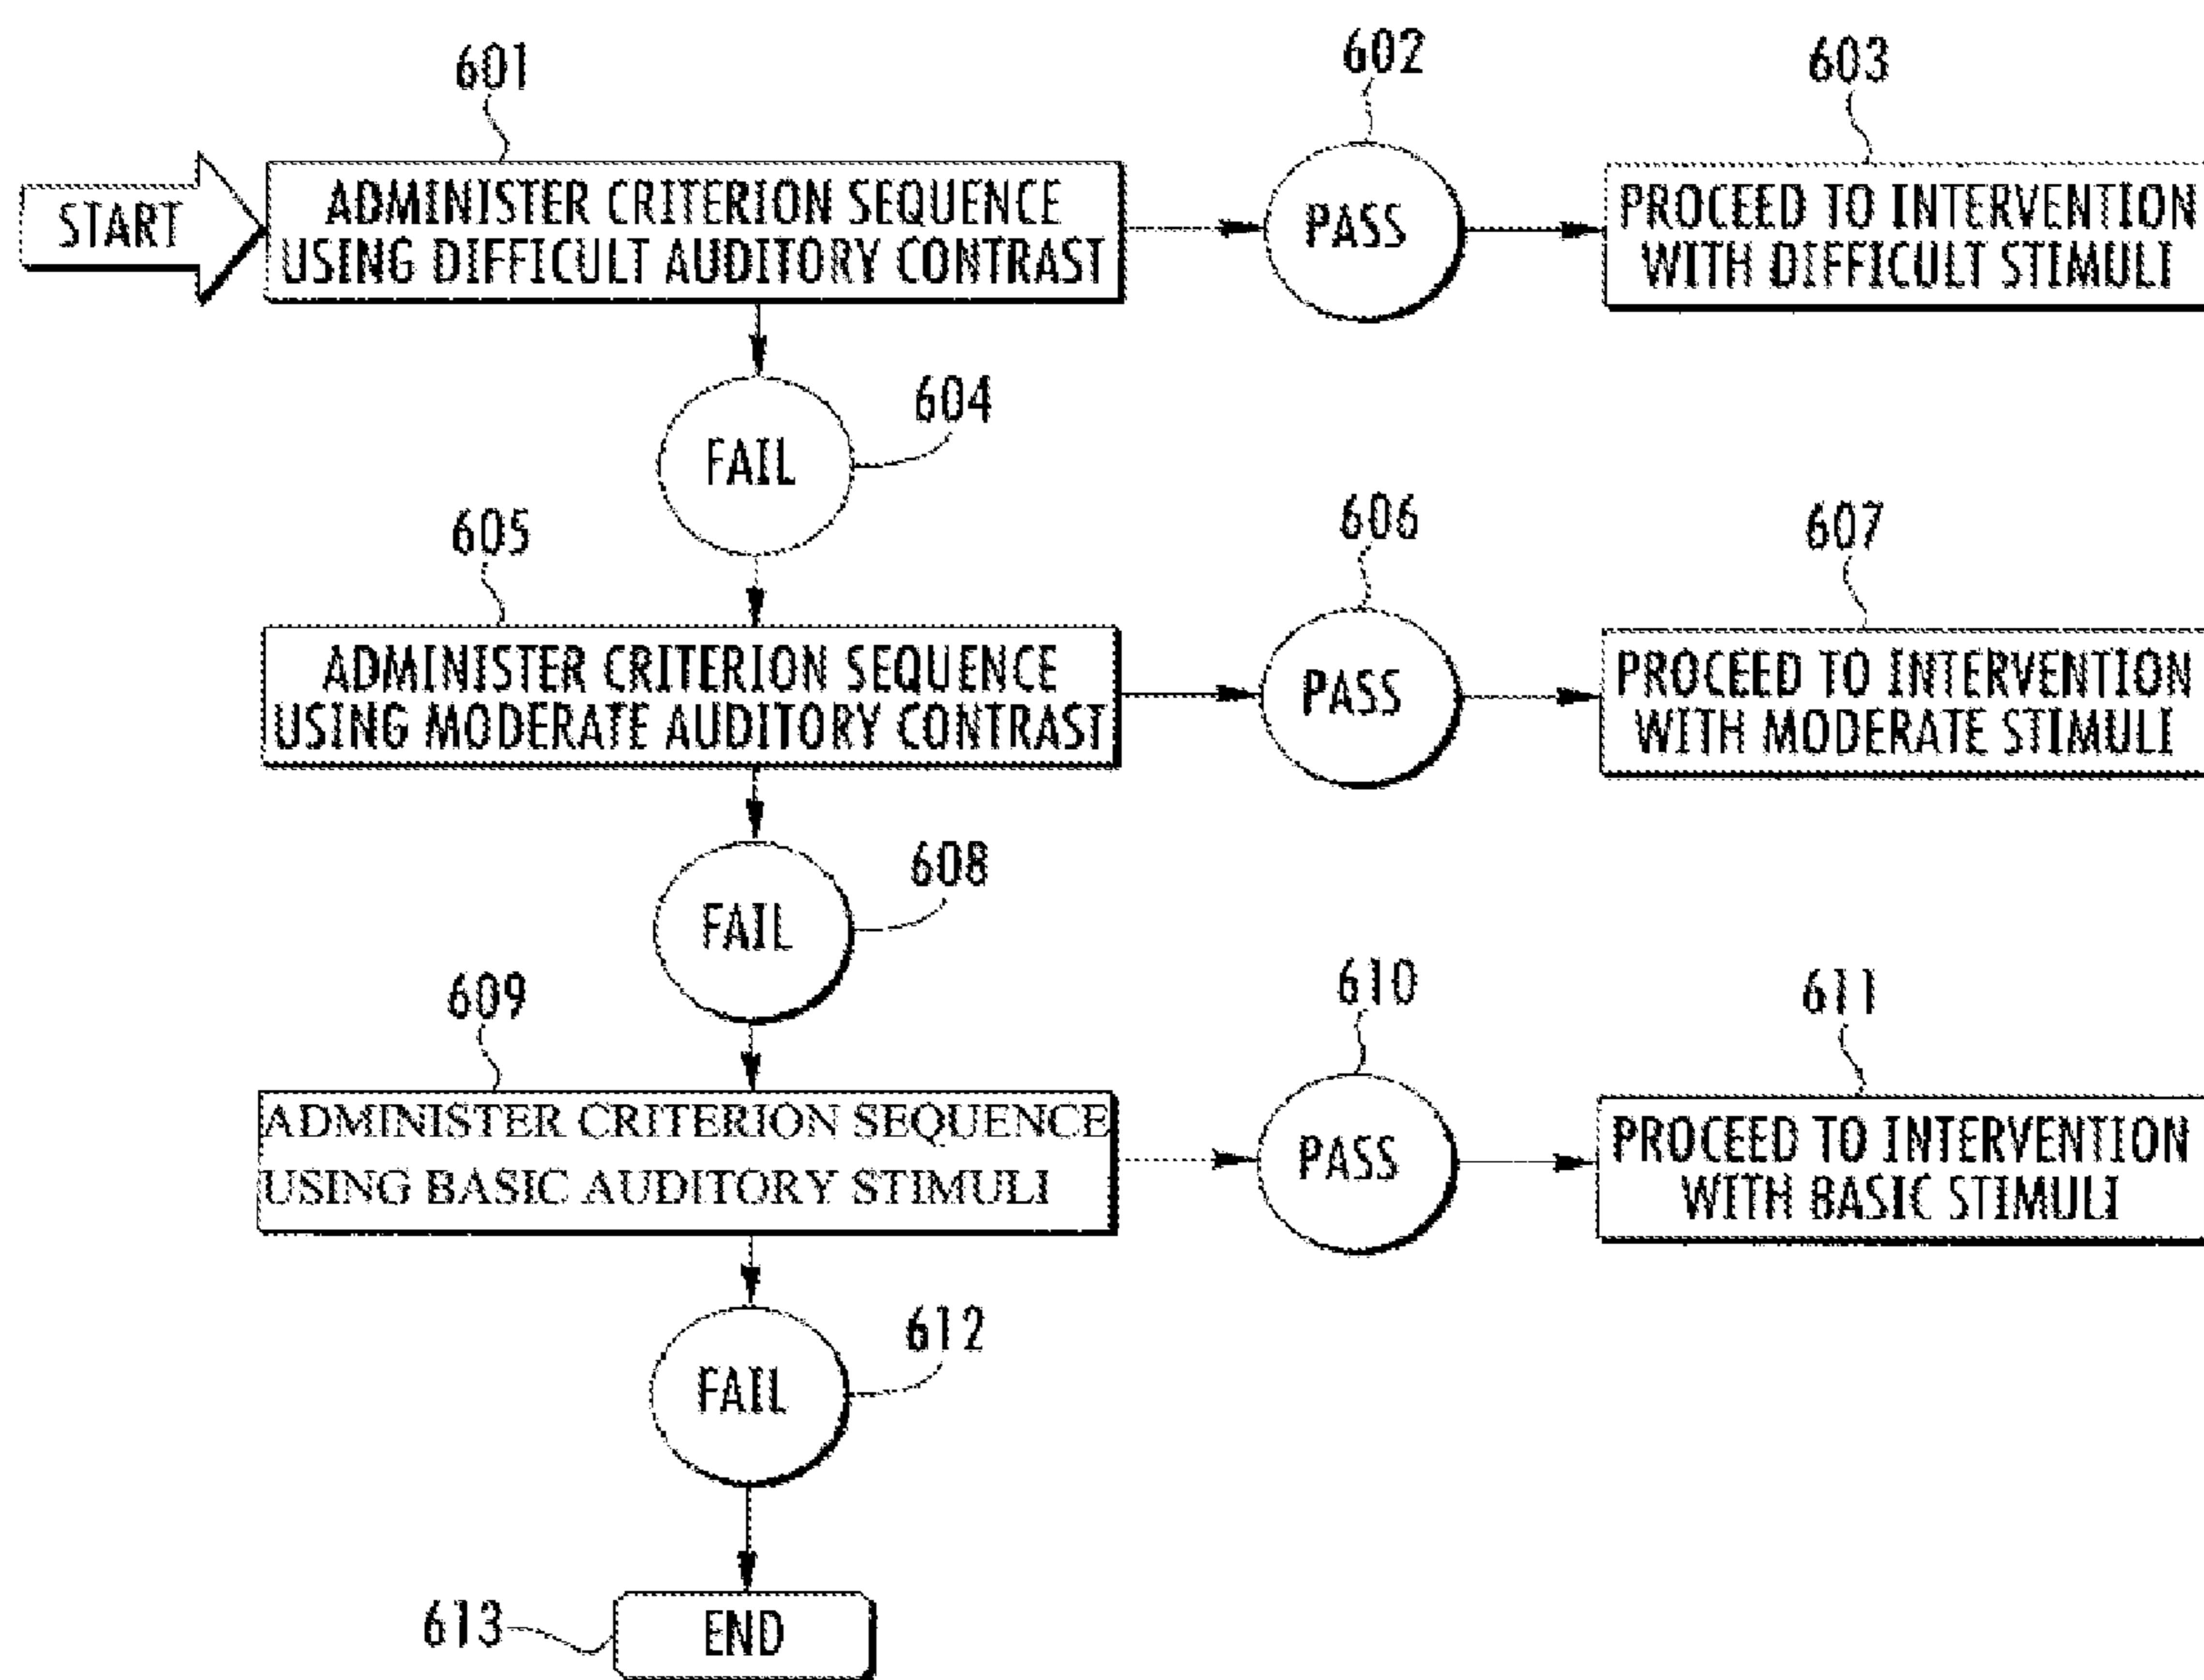 601
602
603
START
ADMINISTER CRITERION SEQUENCE
USING DIFFICULT AUDITORY CONTRAST
PASS
PROCEED TO INTERVENTION
WITH DIFFICULT STIMULI
604
FAIL
605
606
607
ADMINISTER CRITERION SEQUENCE
USING MODERATE AUDITORY CONTRAST
PASS
PROCEED TO INTERVENTION
WITH MODERATE STIMULI
608
FAIL
609
610
611
ADMINISTER CRITERION SEQUENCE
USING BASIC AUDITORY STIMULI
PASS
PROCEED TO INTERVENTION
WITH BASIC STIMULI
612
FAIL
613
END